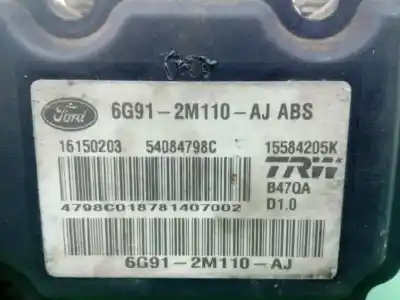 Ford
6G91-2M110-AJ ABS
16150203 54084798C 15584205K
TRW
B47QA
4798C018781407002 D1.0
6G91-2M110-AJ